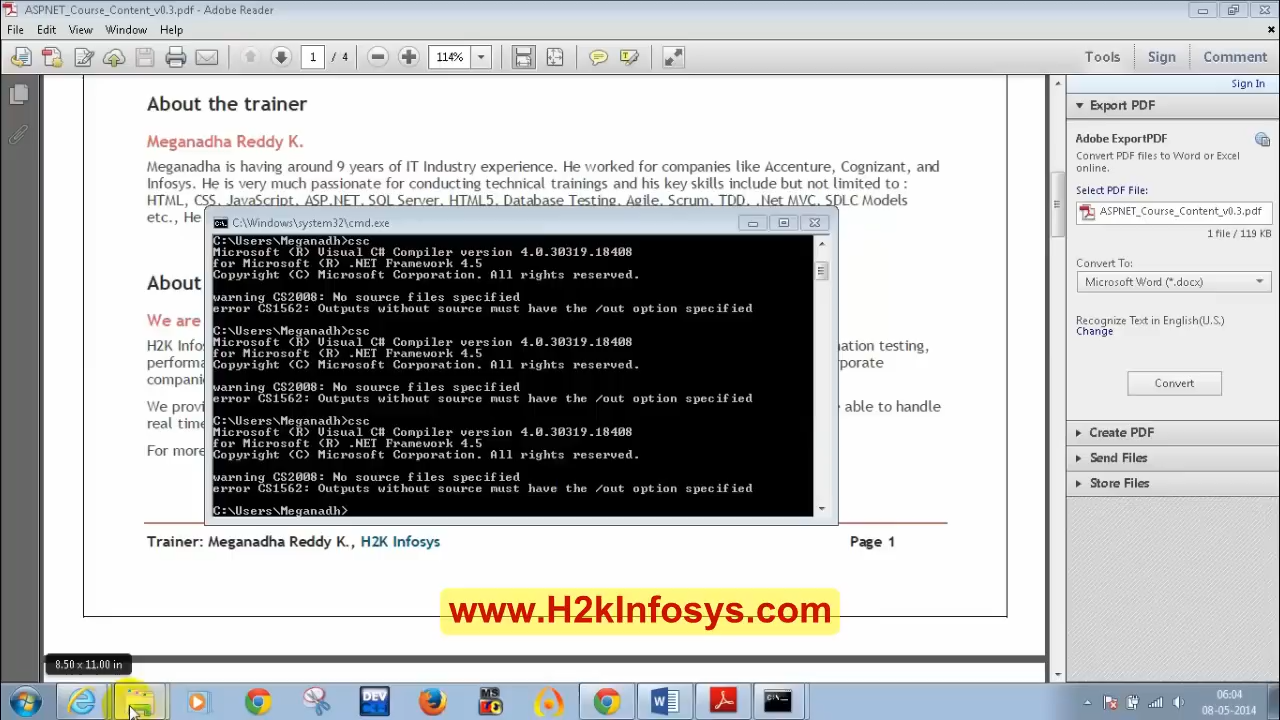 ASPNET_Course_Content_v0.3.pdf - Adobe Reader
File Edit View Window Help
1 / 4 114% Tools Sign Comment
Sign In
About the trainer
Meganadha Reddy K.
Meganadha is having around 9 years of IT Industry experience. He worked for companies like Accenture, Cognizant, and
Infosys. He is very much passionate for conducting technical trainings and his key skills include but not limited to :
HTML, CSS, JavaScript, ASP.NET, SQL Server, HTML5, Database Testing, Agile, Scrum, TDD, .Net MVC, SDLC Models
etc., He
C:\Windows\system32\cmd.exe
C:\Users\Meganadh>csc
Microsoft (R) Visual C# Compiler version 4.0.30319.18408
for Microsoft (R) .NET Framework 4.5
Copyright (C) Microsoft Corporation. All rights reserved.
warning CS2008: No source files specified
error CS1562: Outputs without source must have the /out option specified
C:\Users\Meganadh>csc
Microsoft (R) Visual C# Compiler version 4.0.30319.18408
for Microsoft (R) .NET Framework 4.5
Copyright (C) Microsoft Corporation. All rights reserved.
warning CS2008: No source files specified
error CS1562: Outputs without source must have the /out option specified
C:\Users\Meganadh>csc
Microsoft (R) Visual C# Compiler version 4.0.30319.18408
for Microsoft (R) .NET Framework 4.5
Copyright (C) Microsoft Corporation. All rights reserved.
warning CS2008: No source files specified
error CS1562: Outputs without source must have the /out option specified
C:\Users\Meganadh>
About
We are
H2K Infos mation testing,
performa
compani
We provi able to handle
real time
For more
Trainer: Meganadha Reddy K., H2K Infosys Page 1
www.H2kInfosys.com
8.50 x 11.00 in
Export PDF
Adobe ExportPDF
Convert PDF files to Word or Excel
online.
Select PDF File:
ASPNET_Course_Content_v0.3.pdf
1 file / 119 KB
Convert To:
Microsoft Word (*.docx)
Recognize Text in English(U.S.)
Change
Convert
Create PDF
Send Files
Store Files
DEV
MS
06:04
08-05-2014